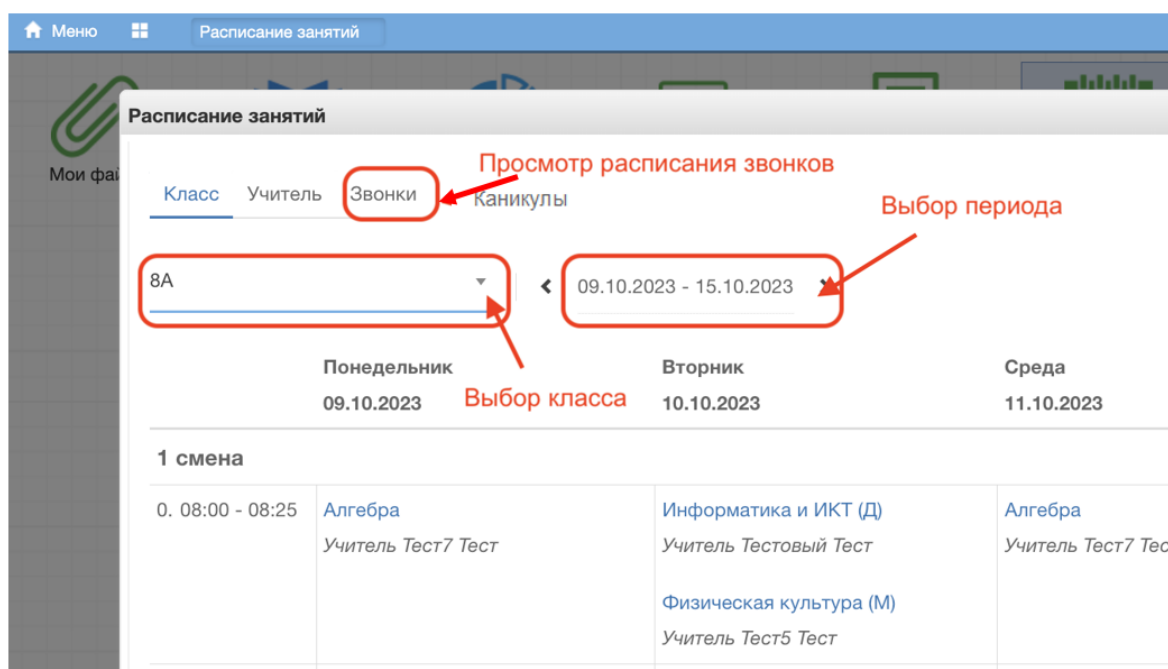 Меню Расписание занятий
Мои фай
Расписание занятий
Просмотр расписания звонков
Класс Учитель Звонки Каникулы
Выбор периода
8А 09.10.2023 - 15.10.2023
Понедельник Вторник Среда
09.10.2023 Выбор класса 10.10.2023 11.10.2023
1 смена
0. 08:00 - 08:25 Алгебра Информатика и ИКТ (Д) Алгебра
Учитель Тест7 Тест Учитель Тестовый Тест Учитель Тест7 Тес
Физическая культура (М)
Учитель Тест5 Тест